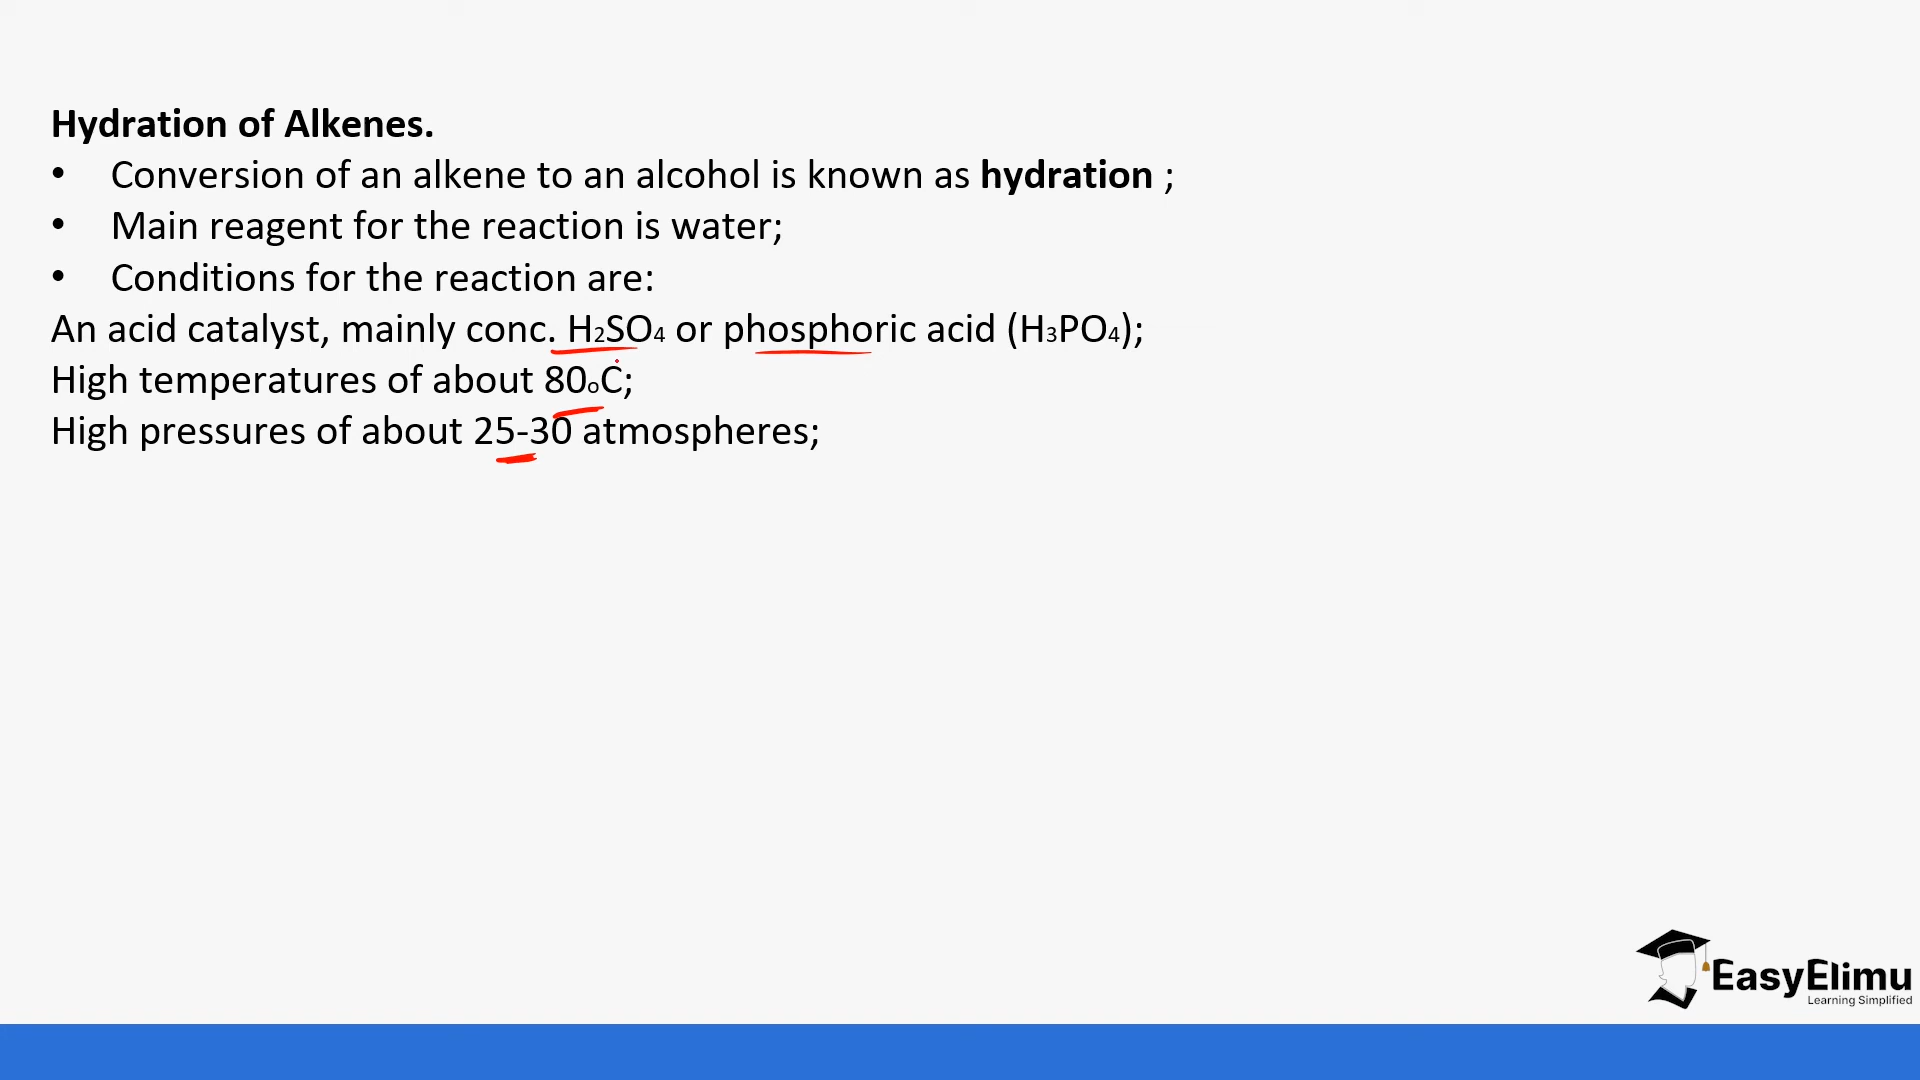 Hydration of Alkenes.
• Conversion of an alkene to an alcohol is known as hydration ;
• Main reagent for the reaction is water;
• Conditions for the reaction are:
An acid catalyst, mainly conc. H₂SO₄ or phosphoric acid (H₃PO₄);
High temperatures of about 80ₒC;
High pressures of about 25-30 atmospheres;
EasyElimu
Learning Simplified